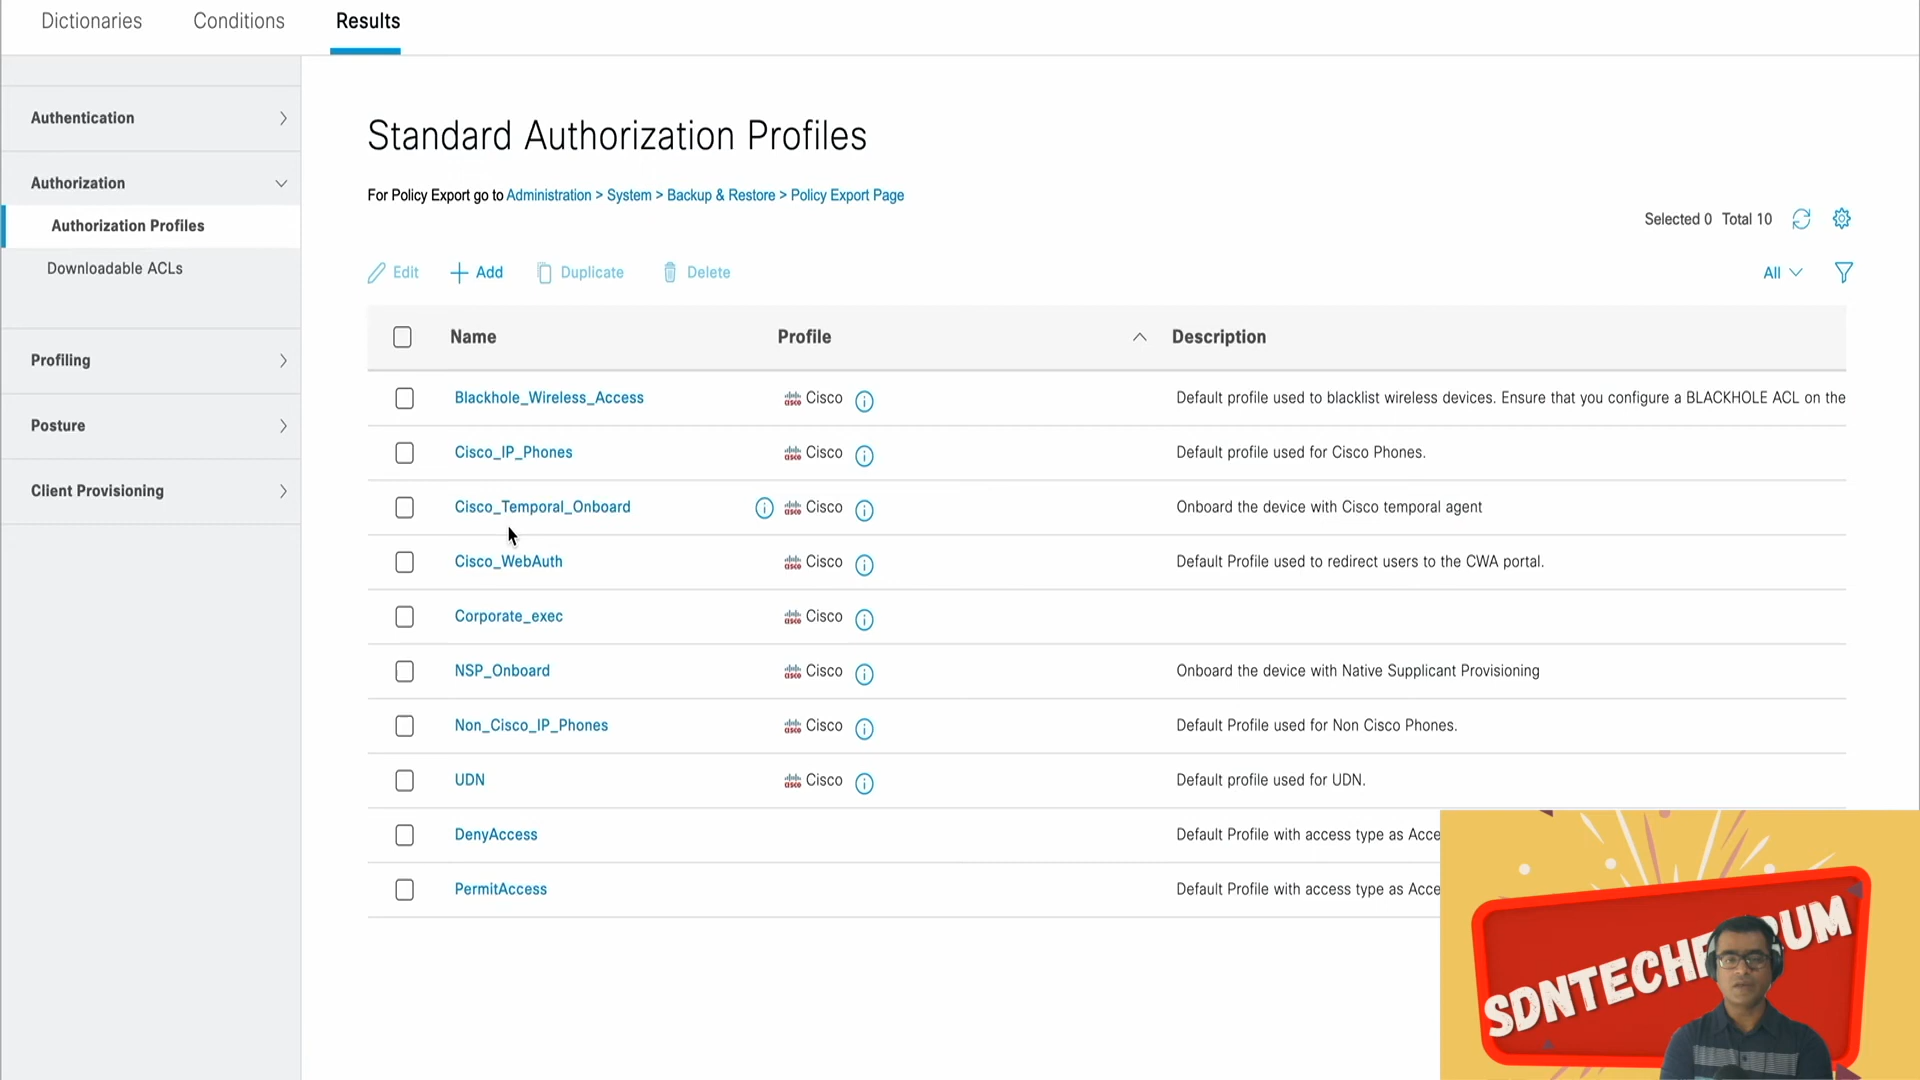 Dictionaries Conditions Results
Authentication
Authorization
Authorization Profiles
Downloadable ACLs
Profiling
Posture
Client Provisioning
Standard Authorization Profiles
For Policy Export go to Administration > System > Backup & Restore > Policy Export Page
Selected 0 Total 10
Edit Add Duplicate Delete All
Name Profile Description
Blackhole_Wireless_Access Cisco Default profile used to blacklist wireless devices. Ensure that you configure a BLACKHOLE ACL on the
Cisco_IP_Phones Cisco Default profile used for Cisco Phones.
Cisco_Temporal_Onboard Cisco Onboard the device with Cisco temporal agent
Cisco_WebAuth Cisco Default Profile used to redirect users to the CWA portal.
Corporate_exec Cisco
NSP_Onboard Cisco Onboard the device with Native Supplicant Provisioning
Non_Cisco_IP_Phones Cisco Default Profile used for Non Cisco Phones.
UDN Cisco Default profile used for UDN.
DenyAccess Default Profile with access type as Acce
PermitAccess Default Profile with access type as Acce